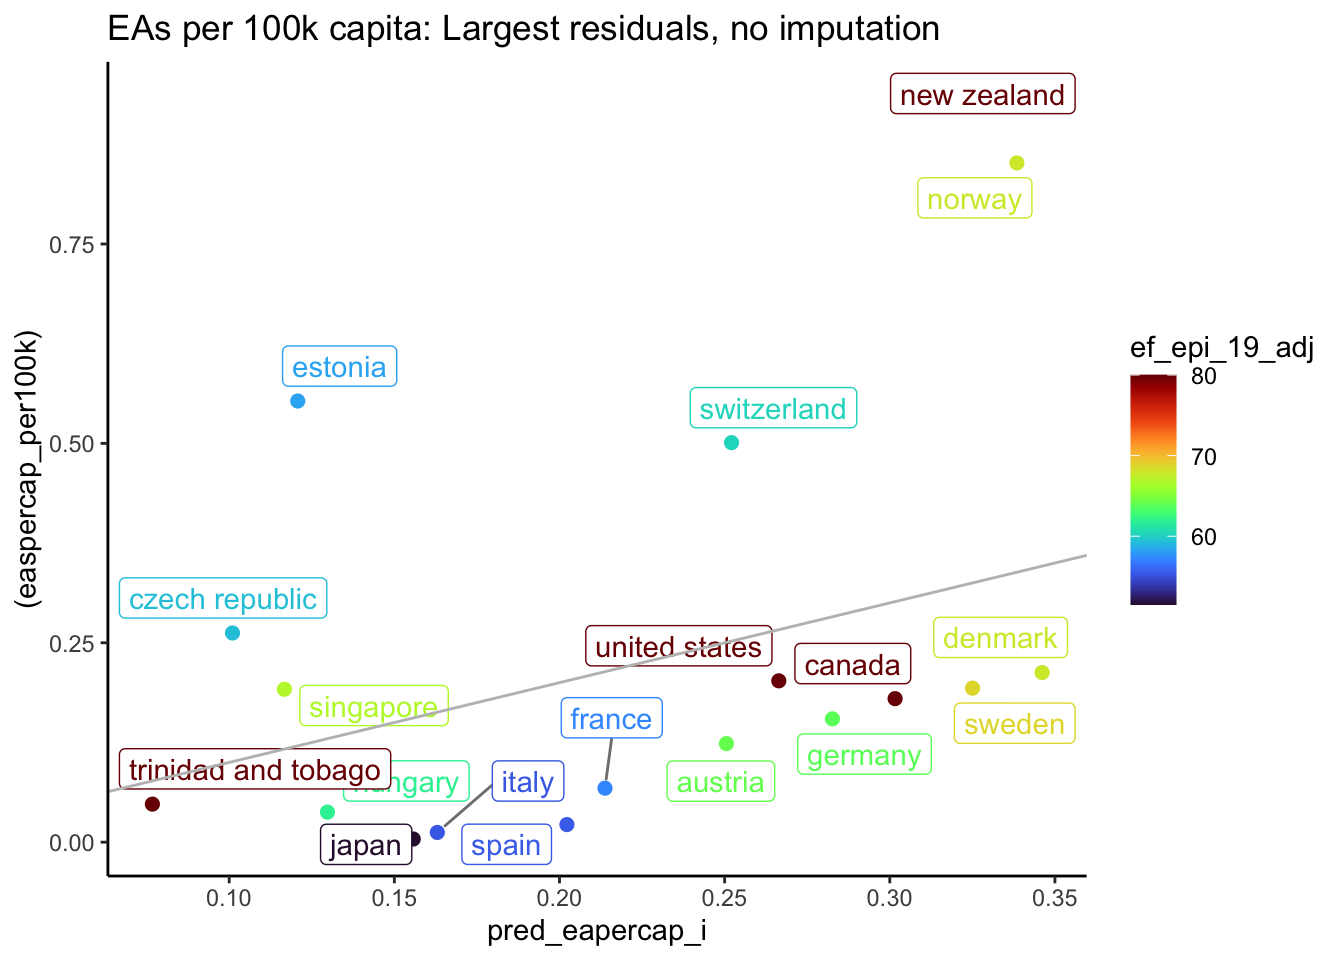 EAs per 100k capita: Largest residuals, no imputation
new zealand
norway
0.75
estonia
switzerland
ef_epi_19_adj
80
70
60
(easpercap_per100k)
0.50
czech republic
0.25
united states
canada
denmark
singapore
france
sweden
trinidad and tobago
hungary
italy
austria
germany
japan
spain
0.00
0.10
0.15
0.20
0.25
0.30
0.35
pred_eapercap_i